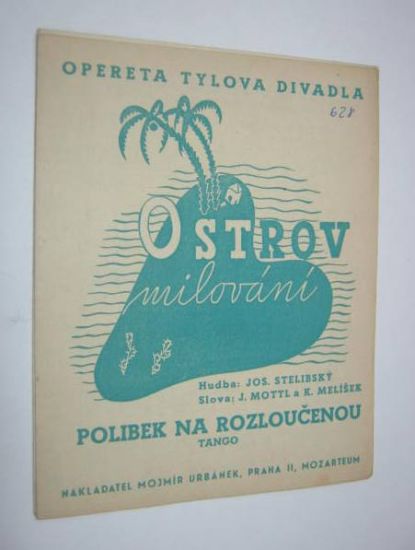 OPERETA TYLOVA DIVADLA
628
OSTROV
milování
Hudba: JOS. STELIBSKÝ
Slova: J. MOTTL a K. MELÍŠEK
POLIBEK NA ROZLOUČENOU
TANGO
NAKLADATEL MOJMÍR URBÁNEK, PRAHA II, MOZARTEUM